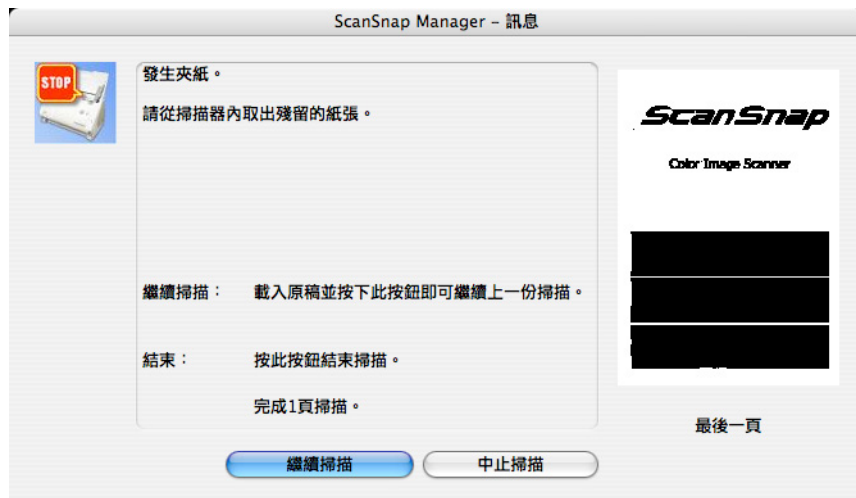 ScanSnap Manager – 訊息
STOP
發生夾紙。
請從掃描器內取出殘留的紙張。
ScanSnap
Color Image Scanner
繼續掃描： 載入原稿並按下此按鈕即可繼續上一份掃描。
結束： 按此按鈕結束掃描。
完成1頁掃描。
最後一頁
繼續掃描 中止掃描